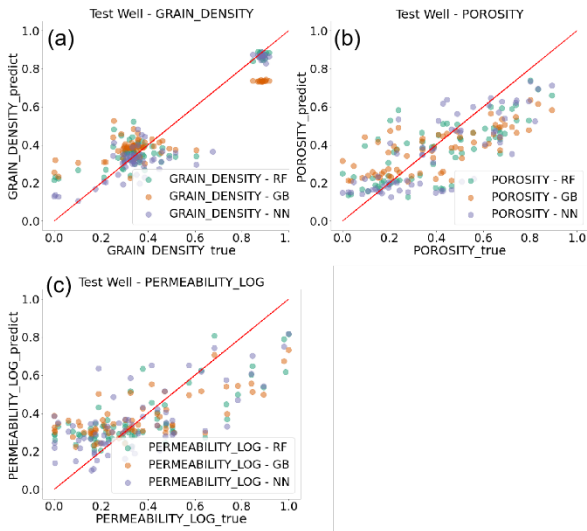 Test Well - GRAIN_DENSITY
(a)
1.0
0.8
0.6
0.4
0.2
0.0
GRAIN_DENSITY_predict
GRAIN_DENSITY - RF
GRAIN_DENSITY - GB
GRAIN_DENSITY - NN
0.0 0.2 0.4 0.6 0.8 1.0
GRAIN_DENSITY_true
Test Well - POROSITY
(b)
1.0
0.8
0.6
0.4
0.2
0.0
POROSITY_predict
POROSITY - RF
POROSITY - GB
POROSITY - NN
0.0 0.2 0.4 0.6 0.8 1.0
POROSITY_true
Test Well - PERMEABILITY_LOG
(c)
1.0
0.8
0.6
0.4
0.2
0.0
PERMEABILITY_LOG_predict
PERMEABILITY_LOG - RF
PERMEABILITY_LOG - GB
PERMEABILITY_LOG - NN
0.0 0.2 0.4 0.6 0.8 1.0
PERMEABILITY_LOG_true